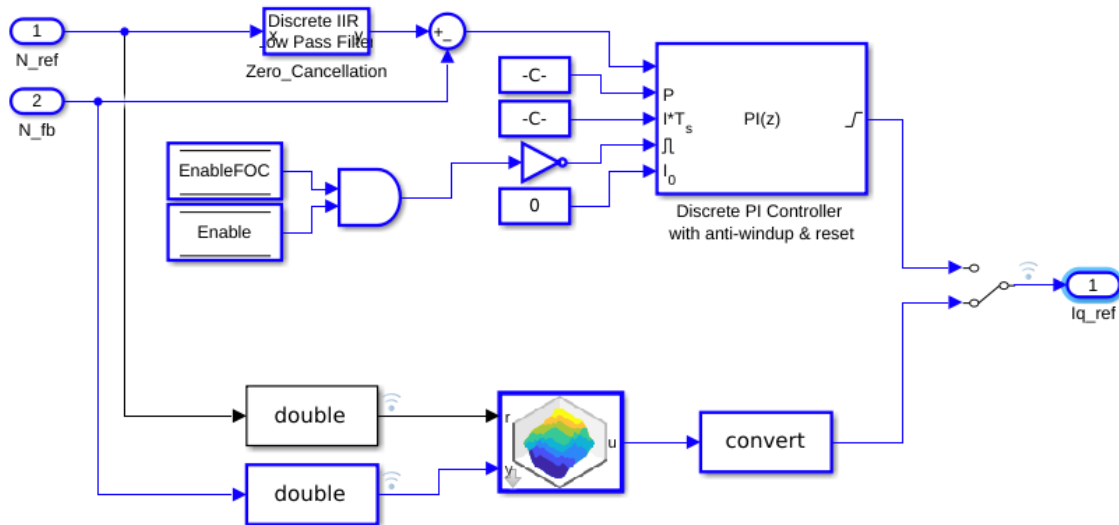 1
N_ref
Discrete IIR
Low Pass Filter
x
y
Zero_Cancellation
+
-
2
N_fb
-C-
-C-
P
I*Ts
I0
PI(z)
EnableFOC
Enable
0
Discrete PI Controller
with anti-windup & reset
1
Iq_ref
double
r
u
y
convert
double